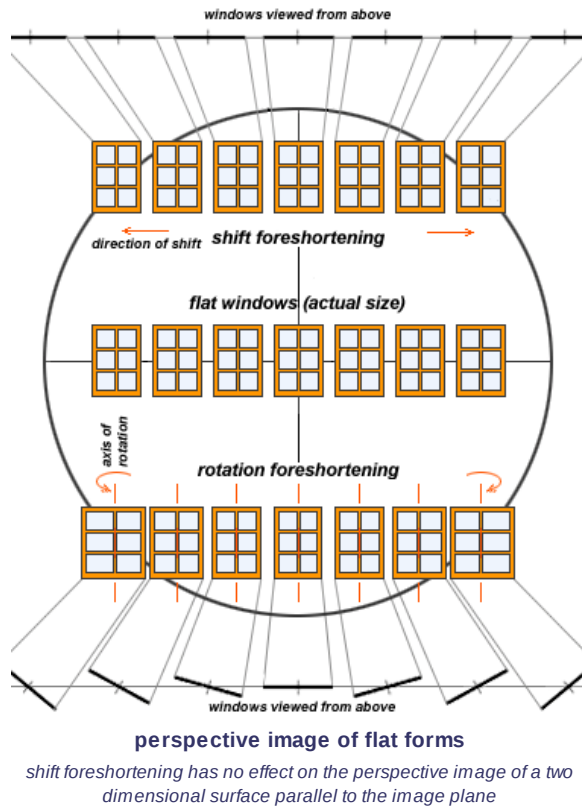 windows viewed from above
direction of shift
shift foreshortening
flat windows (actual size)
axis of
rotation
rotation foreshortening
windows viewed from above
perspective image of flat forms
shift foreshortening has no effect on the perspective image of a two
dimensional surface parallel to the image plane